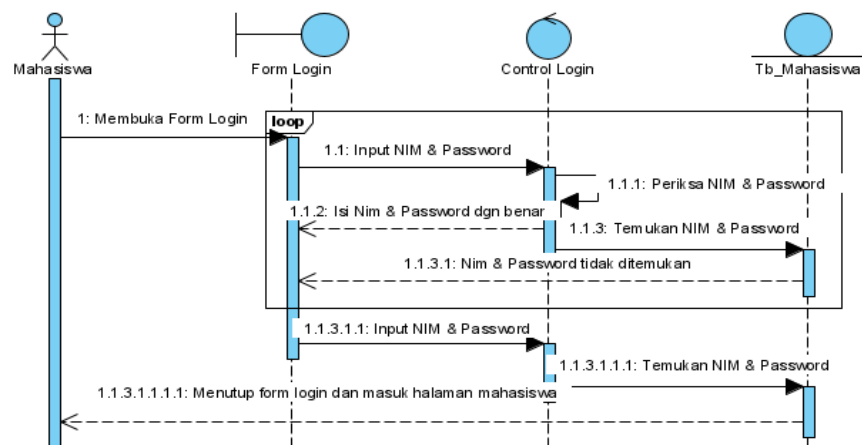 Mahasiswa
Form Login
Control Login
Tb_Mahasiswa
loop
1: Membuka Form Login
1.1: Input NIM & Password
1.1.1: Periksa NIM & Password
1.1.2: Isi Nim & Password dgn benar
1.1.3: Temukan NIM & Password
1.1.3.1: Nim & Password tidak ditemukan
1.1.3.1.1: Input NIM & Password
1.1.3.1.1.1: Temukan NIM & Password
1.1.3.1.1.1.1: Menutup form login dan masuk halaman mahasiswa